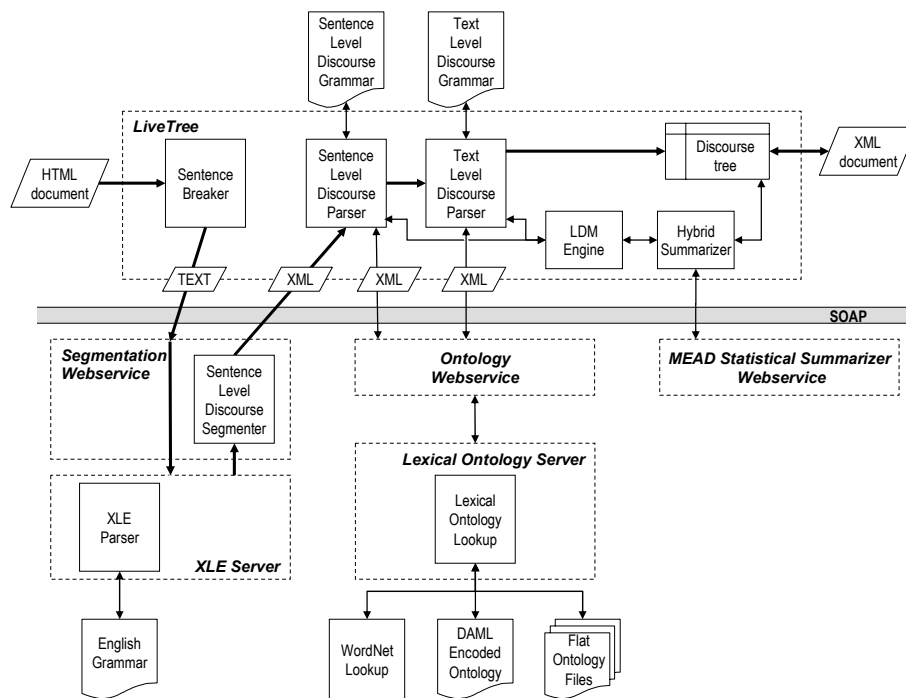 Sentence
Level
Discourse
Grammar
Text
Level
Discourse
Grammar
LiveTree
HTML
document
Sentence
Breaker
Sentence
Level
Discourse
Parser
Text
Level
Discourse
Parser
Discourse
tree
XML
document
LDM
Engine
Hybrid
Summarizer
TEXT
XML
XML
XML
SOAP
Segmentation
Webservice
Sentence
Level
Discourse
Segmenter
Ontology
Webservice
MEAD Statistical Summarizer
Webservice
Lexical Ontology Server
Lexical
Ontology
Lookup
XLE
Parser
XLE Server
English
Grammar
WordNet
Lookup
DAML
Encoded
Ontology
Flat
Ontology
Files